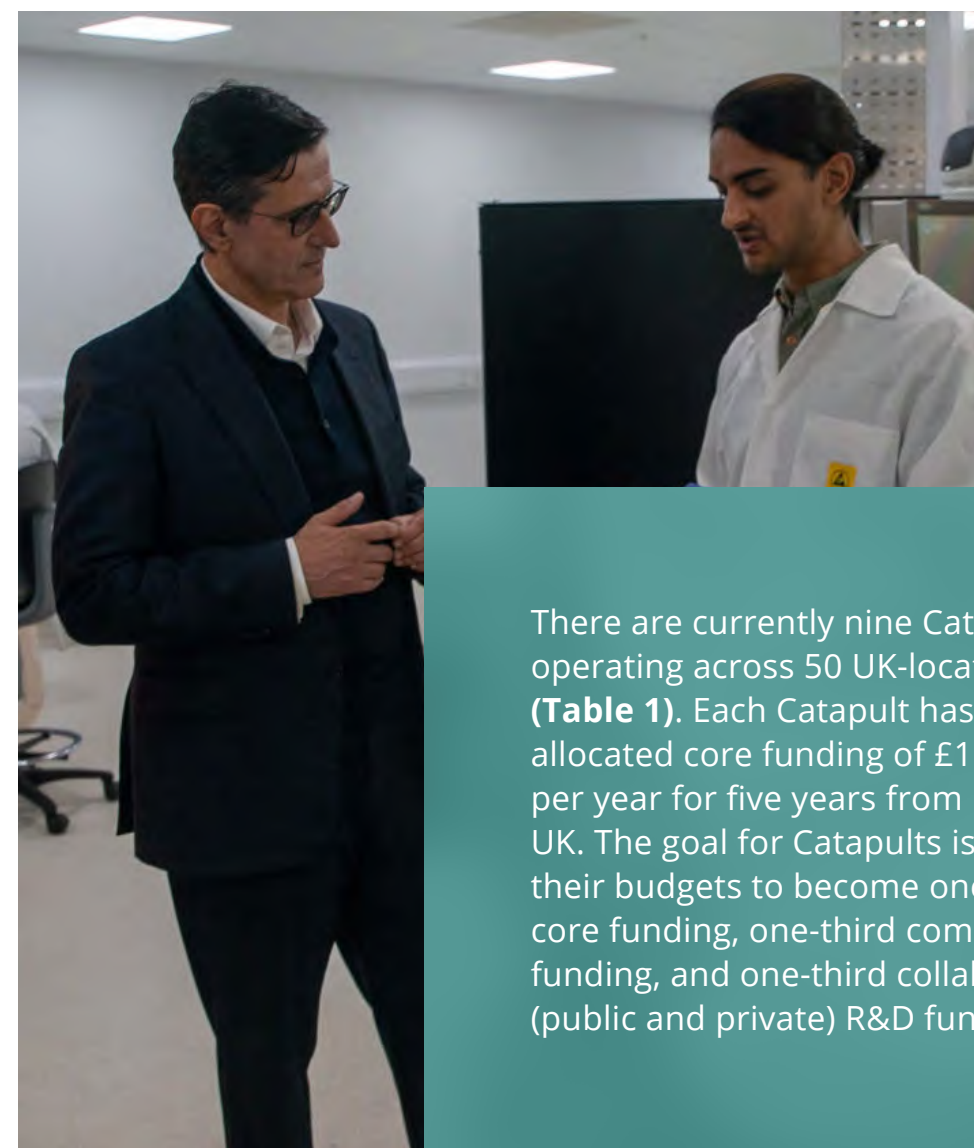 There are currently nine Cat
operating across 50 UK-locat
(Table 1). Each Catapult has
allocated core funding of £1
per year for five years from
UK. The goal for Catapults is
their budgets to become one
core funding, one-third com
funding, and one-third collab
(public and private) R&D fun